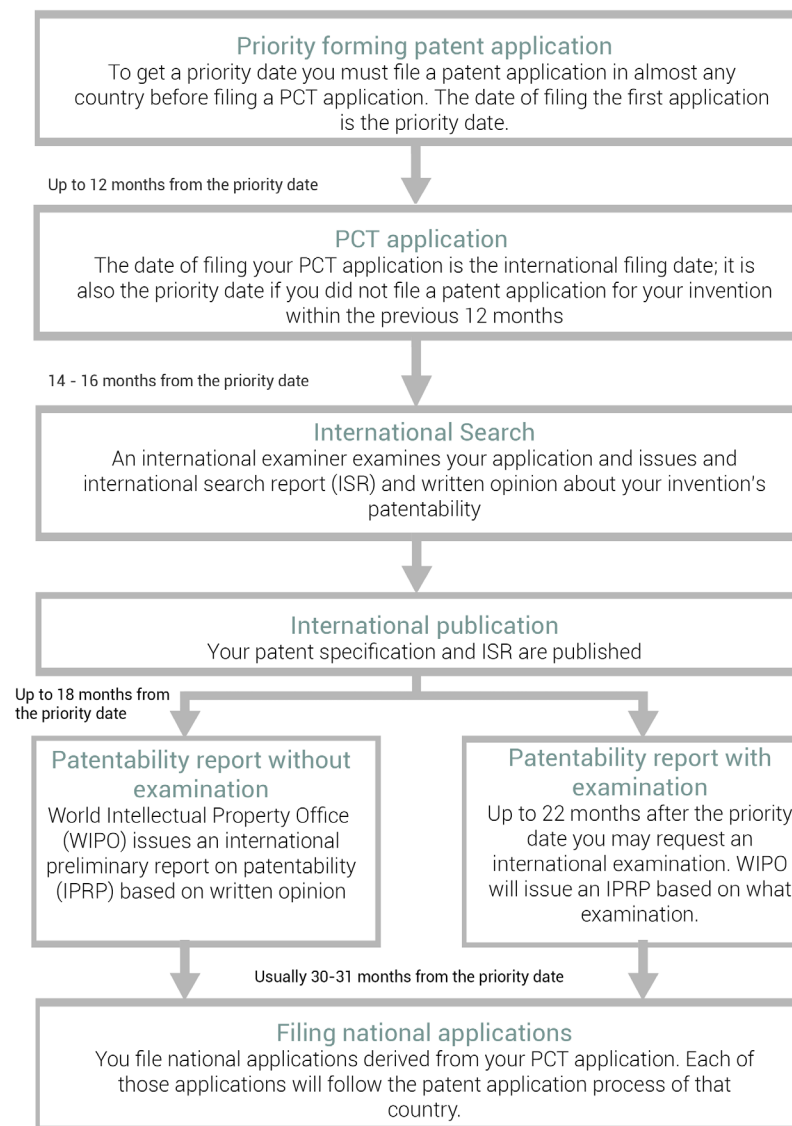 Priority forming patent application
To get a priority date you must file a patent application in almost any
country before filing a PCT application. The date of filing the first application
is the priority date.
Up to 12 months from the priority date
PCT application
The date of filing your PCT application is the international filing date; it is
also the priority date if you did not file a patent application for your invention
within the previous 12 months
14 - 16 months from the priority date
International Search
An international examiner examines your application and issues and
international search report (ISR) and written opinion about your invention's
patentability
International publication
Your patent specification and ISR are published
Up to 18 months from
the priority date
Patentability report without
examination
World Intellectual Property Office
(WIPO) issues an international
preliminary report on patentability
(IPRP) based on written opinion
Patentability report with
examination
Up to 22 months after the priority
date you may request an
international examination. WIPO
will issue an IPRP based on what
examination.
Usually 30-31 months from the priority date
Filing national applications
You file national applications derived from your PCT application. Each of
those applications will follow the patent application process of that
country.